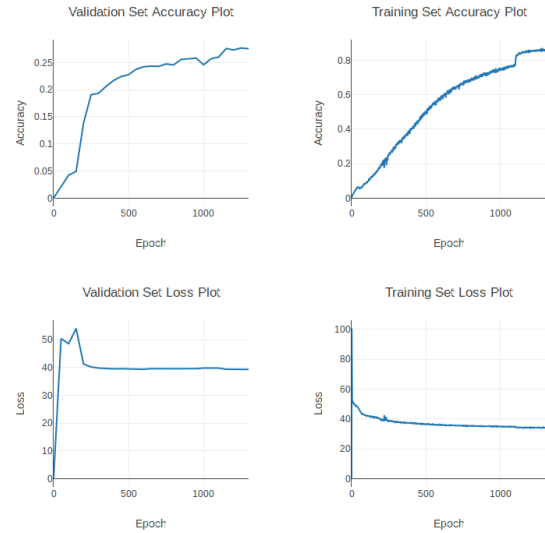 Validation Set Accuracy Plot
Accuracy
0.25
0.2
0.15
0.1
0.05
0
0 500 1000
Epoch
Training Set Accuracy Plot
Accuracy
0.8
0.6
0.4
0.2
0
0 500 1000
Epoch
Validation Set Loss Plot
Loss
50
40
30
20
10
0
0 500 1000
Epoch
Training Set Loss Plot
Loss
100
80
60
40
20
0
0 500 1000
Epoch